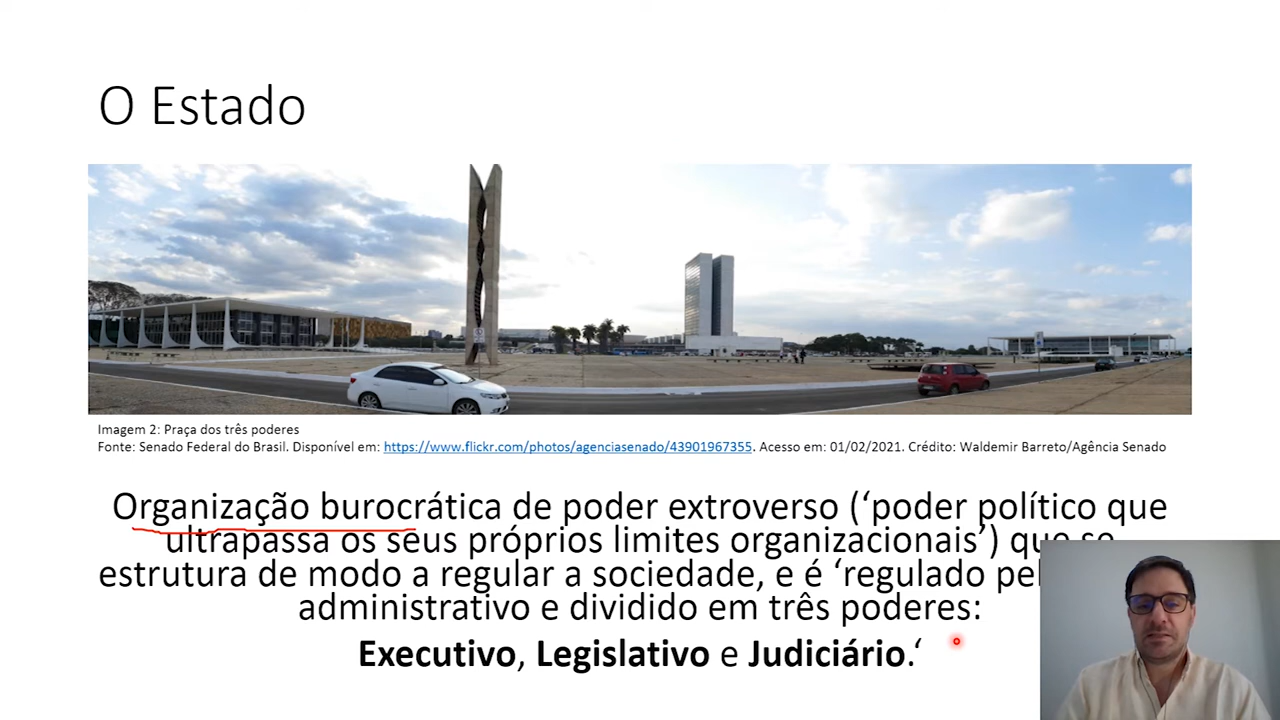 O Estado
Imagem 2: Praça dos três poderes
Fonte: Senado Federal do Brasil. Disponível em: https://www.flickr.com/photos/agenciasenado/43901967355. Acesso em: 01/02/2021. Crédito: Waldemir Barreto/Agência Senado
Organização burocrática de poder extroverso (‘poder político que
ultrapassa os seus próprios limites organizacionais’) que se
estrutura de modo a regular a sociedade, e é ‘regulado
administrativo e dividido em três poderes:
Executivo, Legislativo e Judiciário.‘